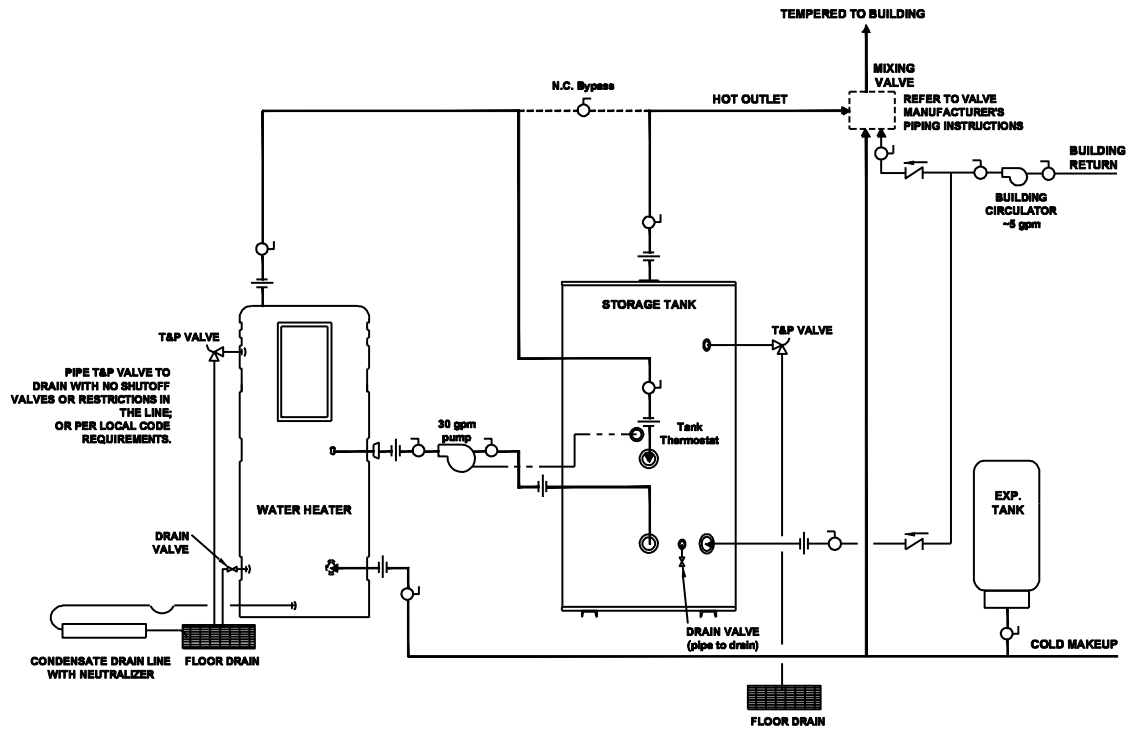 TEMPERED TO BUILDING
MIXING
VALVE
N.C. Bypass
HOT OUTLET
REFER TO VALVE
MANUFACTURER'S
PIPING INSTRUCTIONS
BUILDING
RETURN
BUILDING
CIRCULATOR
~5 gpm
STORAGE TANK
T&P VALVE
T&P VALVE
PIPE T&P VALVE TO
DRAIN WITH NO SHUTOFF
VALVES OR RESTRICTIONS IN
THE LINE;
OR PER LOCAL CODE
REQUIREMENTS.
30 gpm
pump
Tank
Thermostat
WATER HEATER
EXP.
TANK
DRAIN
VALVE
DRAIN VALVE
(pipe to drain)
COLD MAKEUP
CONDENSATE DRAIN LINE
WITH NEUTRALIZER
FLOOR DRAIN
FLOOR DRAIN